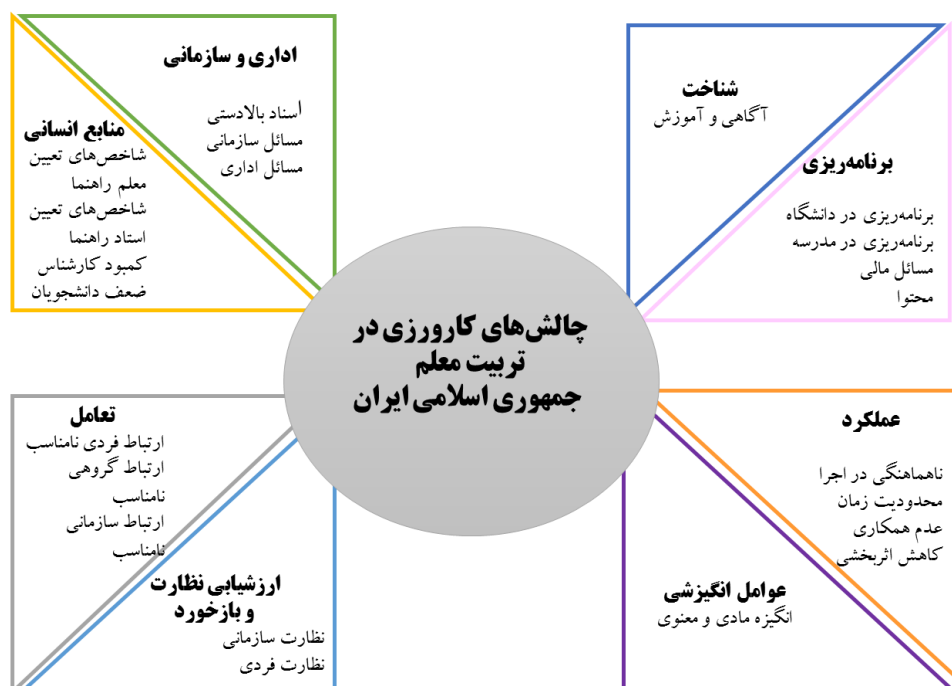 چالش‌های کارورزی در
تربیت معلم
جمهوری اسلامی ایران
شناخت
آگاهی و آموزش
برنامه‌ریزی
برنامه‌ریزی در دانشگاه
برنامه‌ریزی در مدرسه
مسائل مالی
محتوا
عملکرد
ناهماهنگی در اجرا
محدودیت زمان
عدم همکاری
کاهش اثربخشی
عوامل انگیزشی
انگیزه مادی و معنوی
اداری و سازمانی
أسناد بالادستی
مسائل سازمانی
مسائل اداری
منابع انسانی
شاخص‌های تعیین
معلم راهنما
شاخص‌های تعیین
استاد راهنما
کمبود کارشناس
ضعف دانشجویان
تعامل
ارتباط فردی نامناسب
ارتباط گروهی
نامناسب
ارتباط سازمانی
نامناسب
ارزشیابی نظارت
و بازخورد
نظارت سازمانی
نظارت فردی